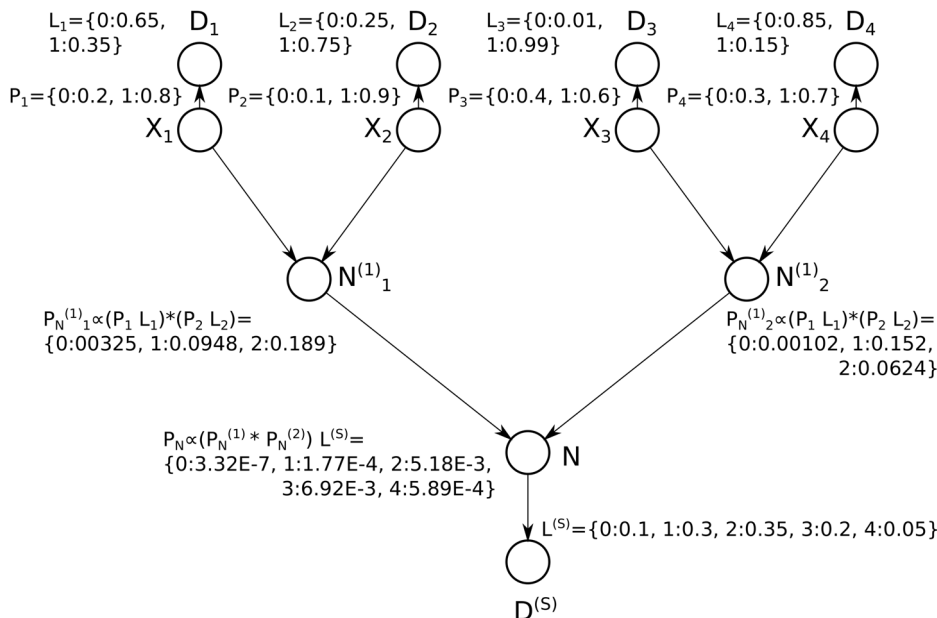 L₁={0:0.65, 1:0.35} D₁
L₂={0:0.25, 1:0.75} D₂
L₃={0:0.01, 1:0.99} D₃
L₄={0:0.85, 1:0.15} D₄
P₁={0:0.2, 1:0.8}
P₂={0:0.1, 1:0.9}
P₃={0:0.4, 1:0.6}
P₄={0:0.3, 1:0.7}
X₁
X₂
X₃
X₄
N⁽¹⁾₁
N⁽¹⁾₂
P_N⁽¹⁾₁∝(P₁ L₁)*(P₂ L₂)=
{0:00325, 1:0.0948, 2:0.189}
P_N⁽¹⁾₂∝(P₁ L₁)*(P₂ L₂)=
{0:0.00102, 1:0.152,
2:0.0624}
P_N∝(P_N⁽¹⁾ * P_N⁽²⁾) L⁽ˢ⁾=
{0:3.32E-7, 1:1.77E-4, 2:5.18E-3,
3:6.92E-3, 4:5.89E-4}
N
L⁽ˢ⁾={0:0.1, 1:0.3, 2:0.35, 3:0.2, 4:0.05}
D⁽ˢ⁾